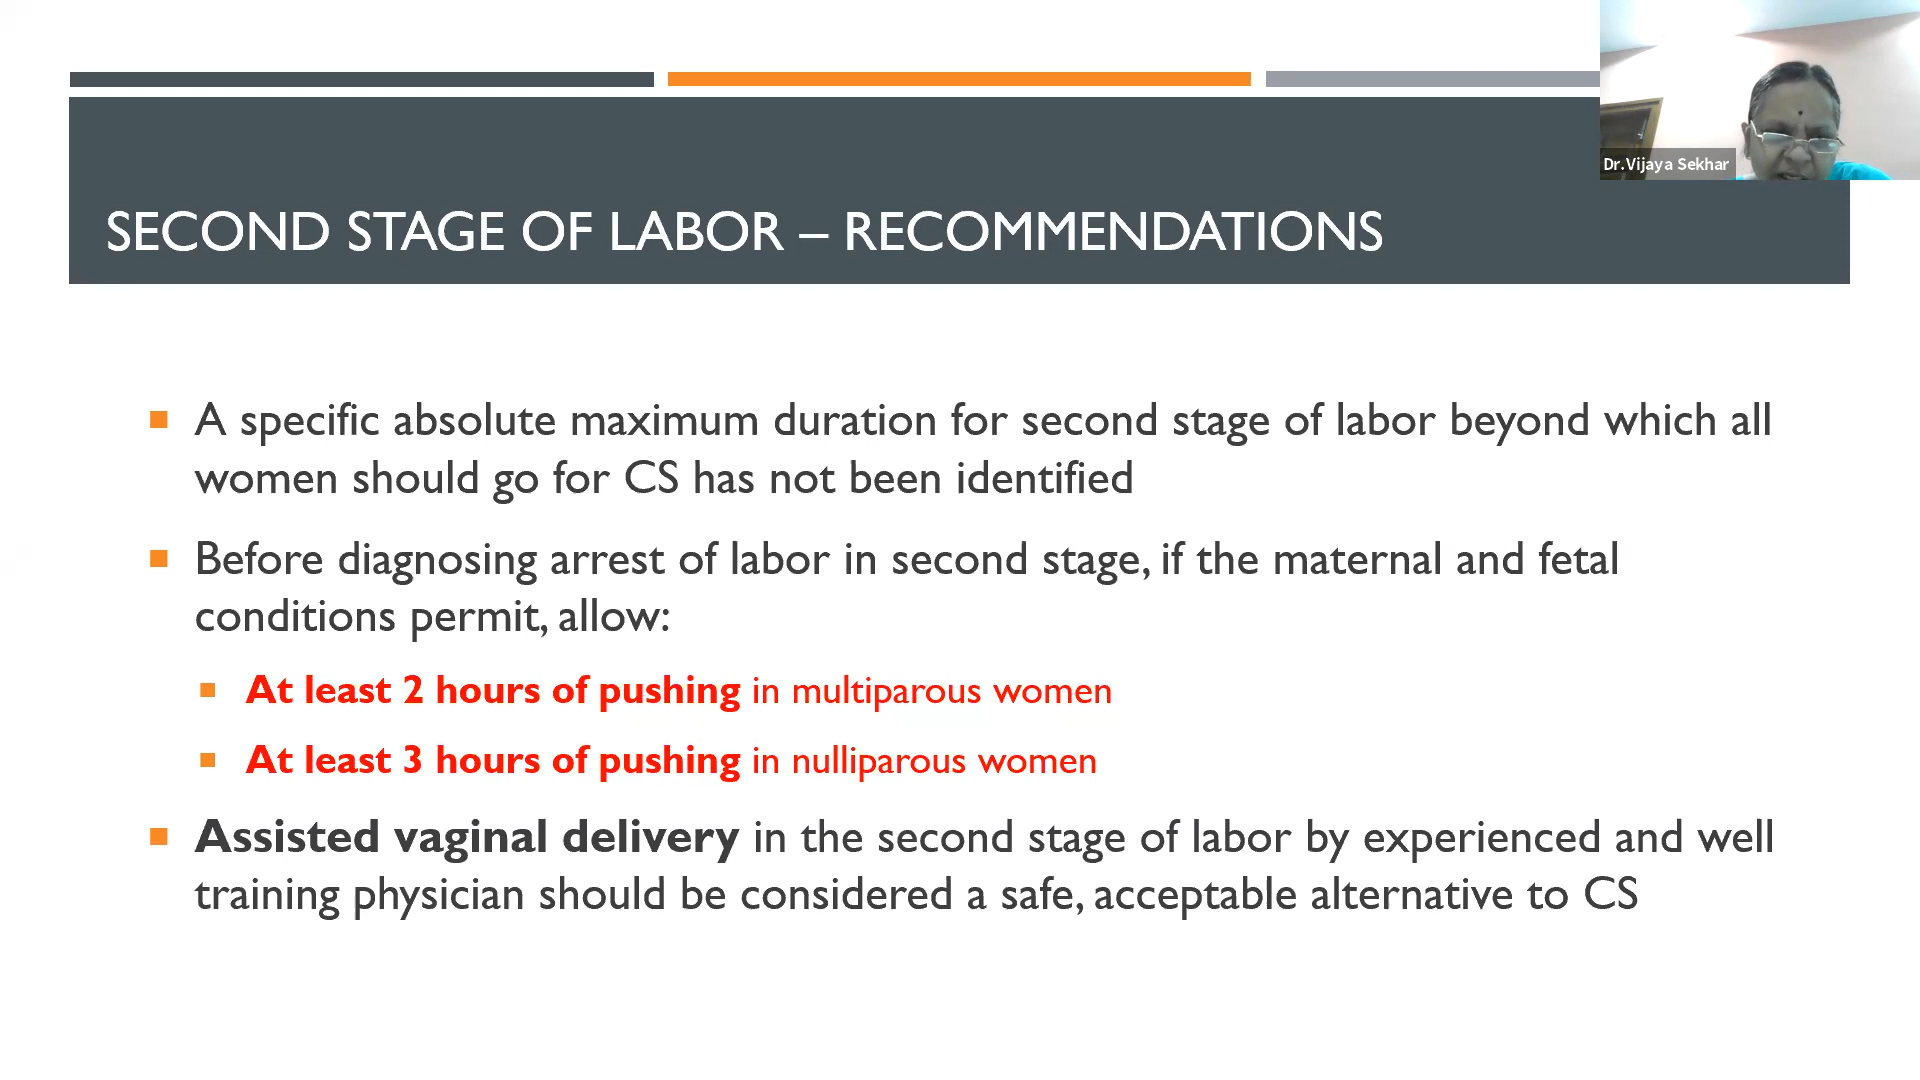 Dr.Vijaya Sekhar
SECOND STAGE OF LABOR – RECOMMENDATIONS
A specific absolute maximum duration for second stage of labor beyond which all
women should go for CS has not been identified
Before diagnosing arrest of labor in second stage, if the maternal and fetal
conditions permit, allow:
At least 2 hours of pushing in multiparous women
At least 3 hours of pushing in nulliparous women
Assisted vaginal delivery in the second stage of labor by experienced and well
training physician should be considered a safe, acceptable alternative to CS